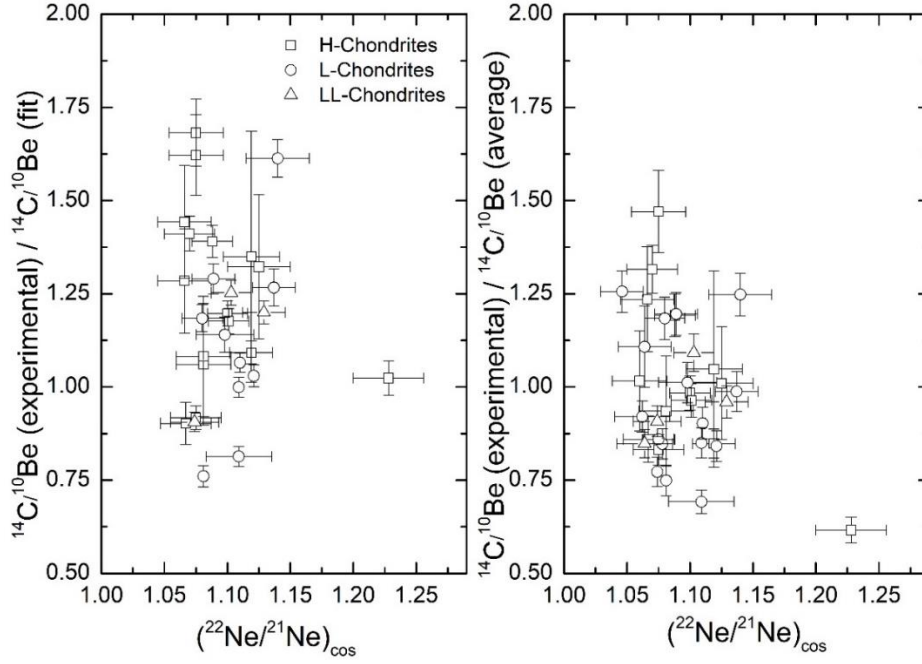 ¹⁴C/¹⁰Be (experimental) / ¹⁴C/¹⁰Be (fit)
2.00
1.75
1.50
1.25
1.00
0.75
0.50
H-Chondrites
L-Chondrites
LL-Chondrites
1.00 1.05 1.10 1.15 1.20 1.25
(²²Ne/²¹Ne)cos
¹⁴C/¹⁰Be (experimental) / ¹⁴C/¹⁰Be (average)
2.00
1.75
1.50
1.25
1.00
0.75
0.50
1.00 1.05 1.10 1.15 1.20 1.25
(²²Ne/²¹Ne)cos